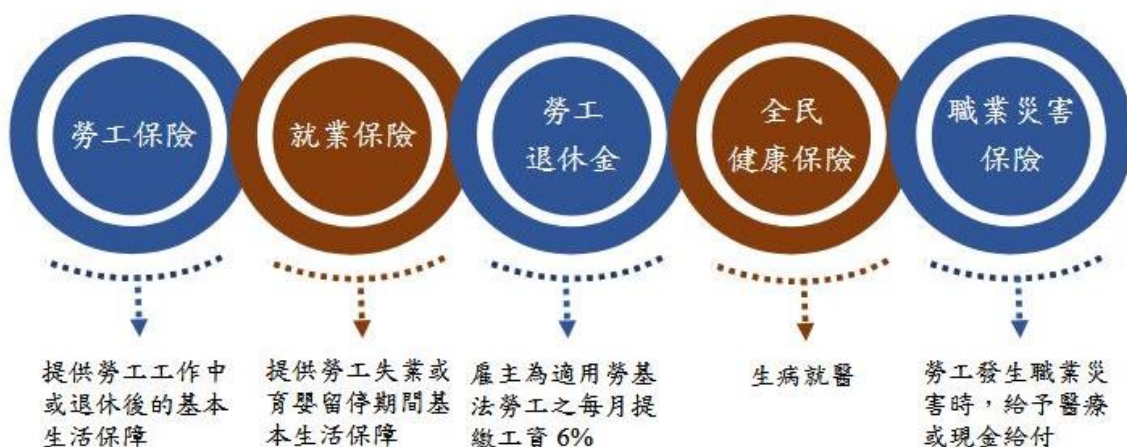 勞工保險
就業保險
勞工
退休金
全民
健康保險
職業災害
保險
提供勞工工作中
或退休後的基本
生活保障
提供勞工失業或
育嬰留停期間基
本生活保障
雇主為適用勞基
法勞工之每月提
繳工資 6%
生病就醫
勞工發生職業災
害時，給予醫療
或現金給付